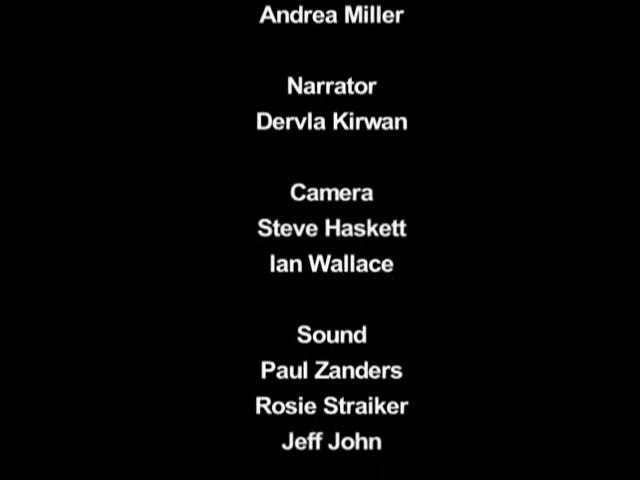 Andrea Miller
Narrator
Dervla Kirwan
Camera
Steve Haskett
Ian Wallace
Sound
Paul Zanders
Rosie Straiker
Jeff John